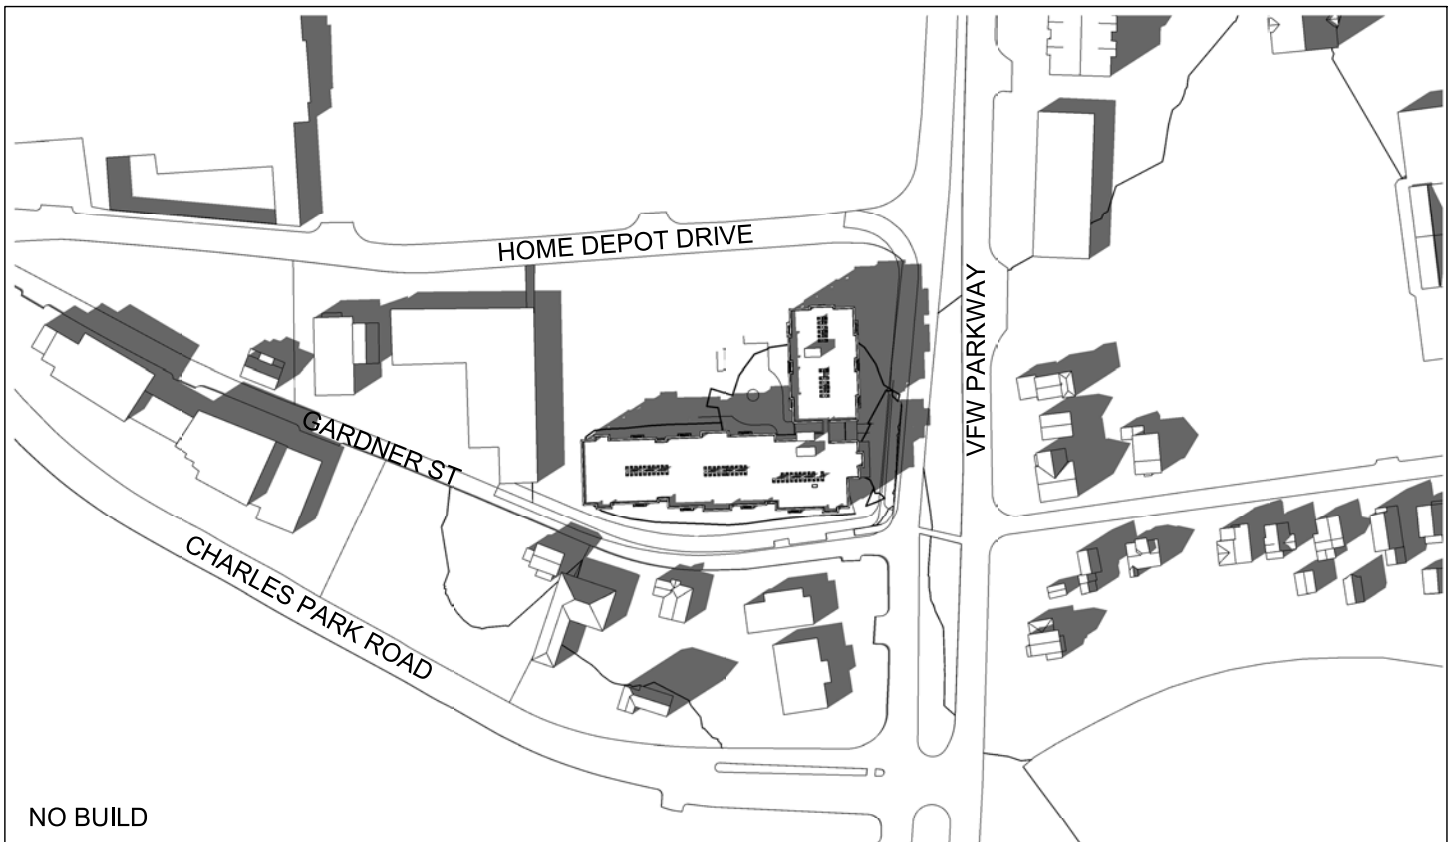 HOME DEPOT DRIVE
VFW PARKWAY
GARDNER ST
CHARLES PARK ROAD
NO BUILD